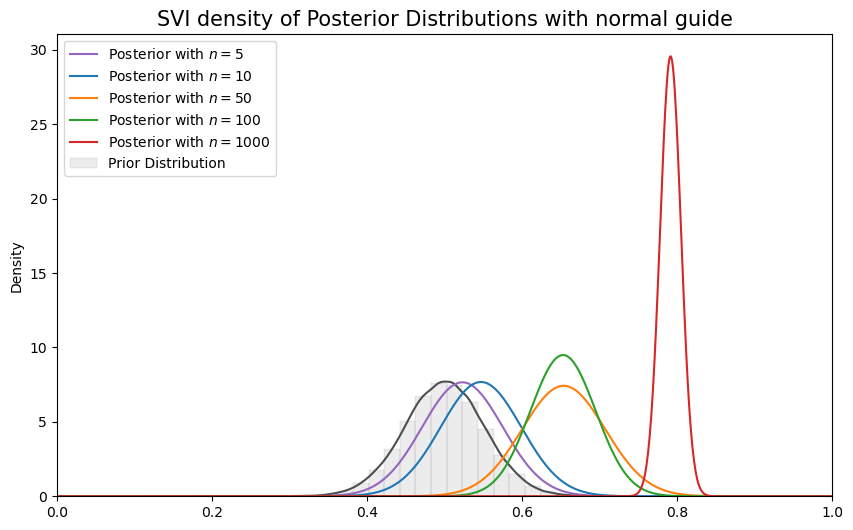 SVI density of Posterior Distributions with normal guide
30
25
20
15
10
5
0
Density
Posterior with n = 5
Posterior with n = 10
Posterior with n = 50
Posterior with n = 100
Posterior with n = 1000
Prior Distribution
0.0 0.2 0.4 0.6 0.8 1.0